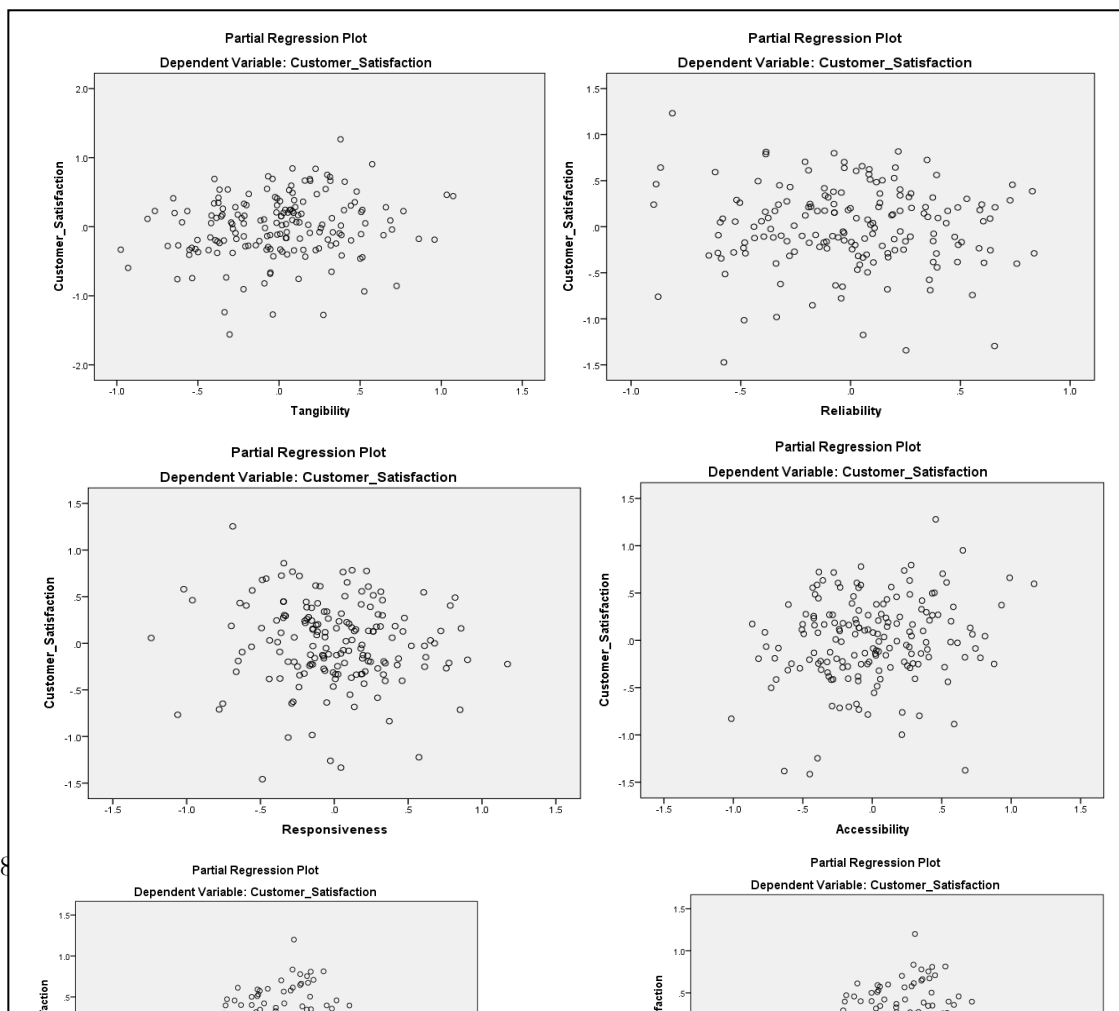 Partial Regression Plot
Dependent Variable: Customer_Satisfaction
2.0
1.0
.0
-1.0
-2.0
Customer_Satisfaction
-1.0 -.5 .0 .5 1.0 1.5
Tangibility
Partial Regression Plot
Dependent Variable: Customer_Satisfaction
1.5
1.0
.5
.0
-.5
-1.0
-1.5
Customer_Satisfaction
-1.0 -.5 .0 .5 1.0
Reliability
Partial Regression Plot
Dependent Variable: Customer_Satisfaction
1.5
1.0
.5
.0
-.5
-1.0
-1.5
Customer_Satisfaction
-1.5 -1.0 -.5 .0 .5 1.0 1.5
Responsiveness
Partial Regression Plot
Dependent Variable: Customer_Satisfaction
1.5
1.0
.5
.0
-.5
-1.0
-1.5
Customer_Satisfaction
-1.5 -1.0 -.5 .0 .5 1.0 1.5
Accessibility
8
Partial Regression Plot
Dependent Variable: Customer_Satisfaction
1.5
1.0
.5
faction
Partial Regression Plot
Dependent Variable: Customer_Satisfaction
1.5
1.0
.5
faction